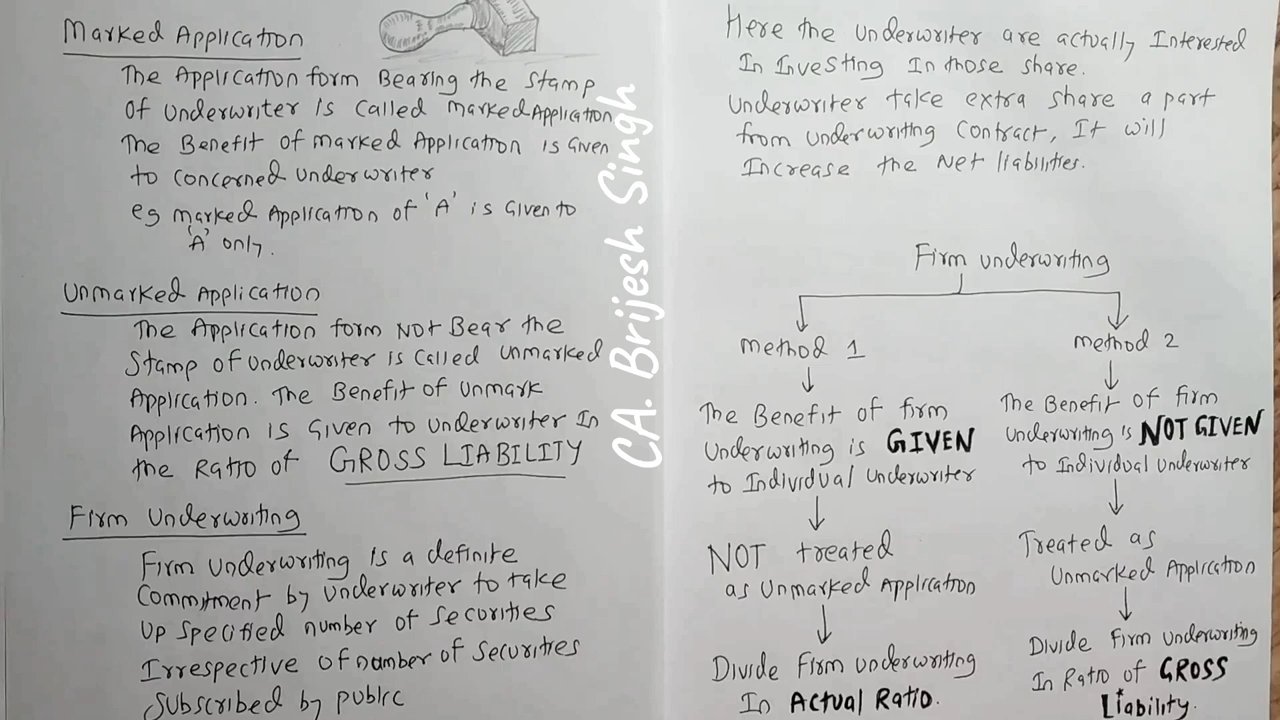 Marked Application
The Application form Bearing the Stamp
of Underwriter is called marked Application
The Benefit of marked Application is Given
to concerned underwriter
eg marked Application of 'A' is Given to
'A' only.
Unmarked Application
The Application form NOT Bear the
Stamp of underwriter is called unmarked
Application. The Benefit of Unmark
Application is Given to underwriter In
the Ratio of GROSS LIABILITY
Firm Underwriting
Firm underwriting is a definite
Commitment by underwriter to take
up specified number of securities
Irrespective of number of securities
Subscribed by public
CA. Brijesh Singh
Here the underwriter are actually Interested
In Investing In those share.
Underwriter take extra share a part
from underwriting Contract, It will
Increase the Net liabilities.
Firm underwriting
method 1
The Benefit of firm
Underwriting is GIVEN
to Individual underwriter
NOT treated
as Unmarked Application
Divide Firm underwriting
In Actual Ratio.
method 2
The Benefit of firm
Underwriting is NOT GIVEN
to Individual underwriter
Treated as
Unmarked Application
Divide Firm underwriting
In Ratio of GROSS
Liability.